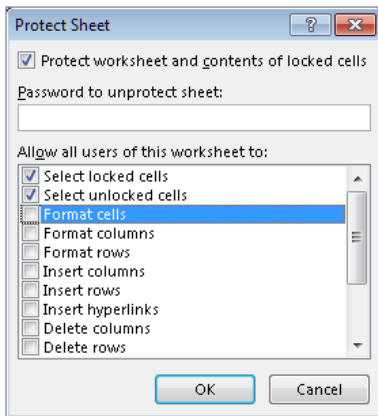 Protect Sheet
Protect worksheet and contents of locked cells
Password to unprotect sheet:
Allow all users of this worksheet to:
Select locked cells
Select unlocked cells
Format cells
Format columns
Format rows
Insert columns
Insert rows
Insert hyperlinks
Delete columns
Delete rows
OK Cancel